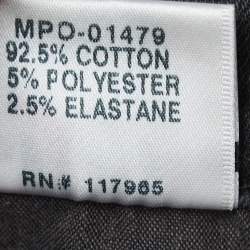 MPO-01479
92.5% COTTON
5% POLYESTER
2.5% ELASTANE
RN# 117965